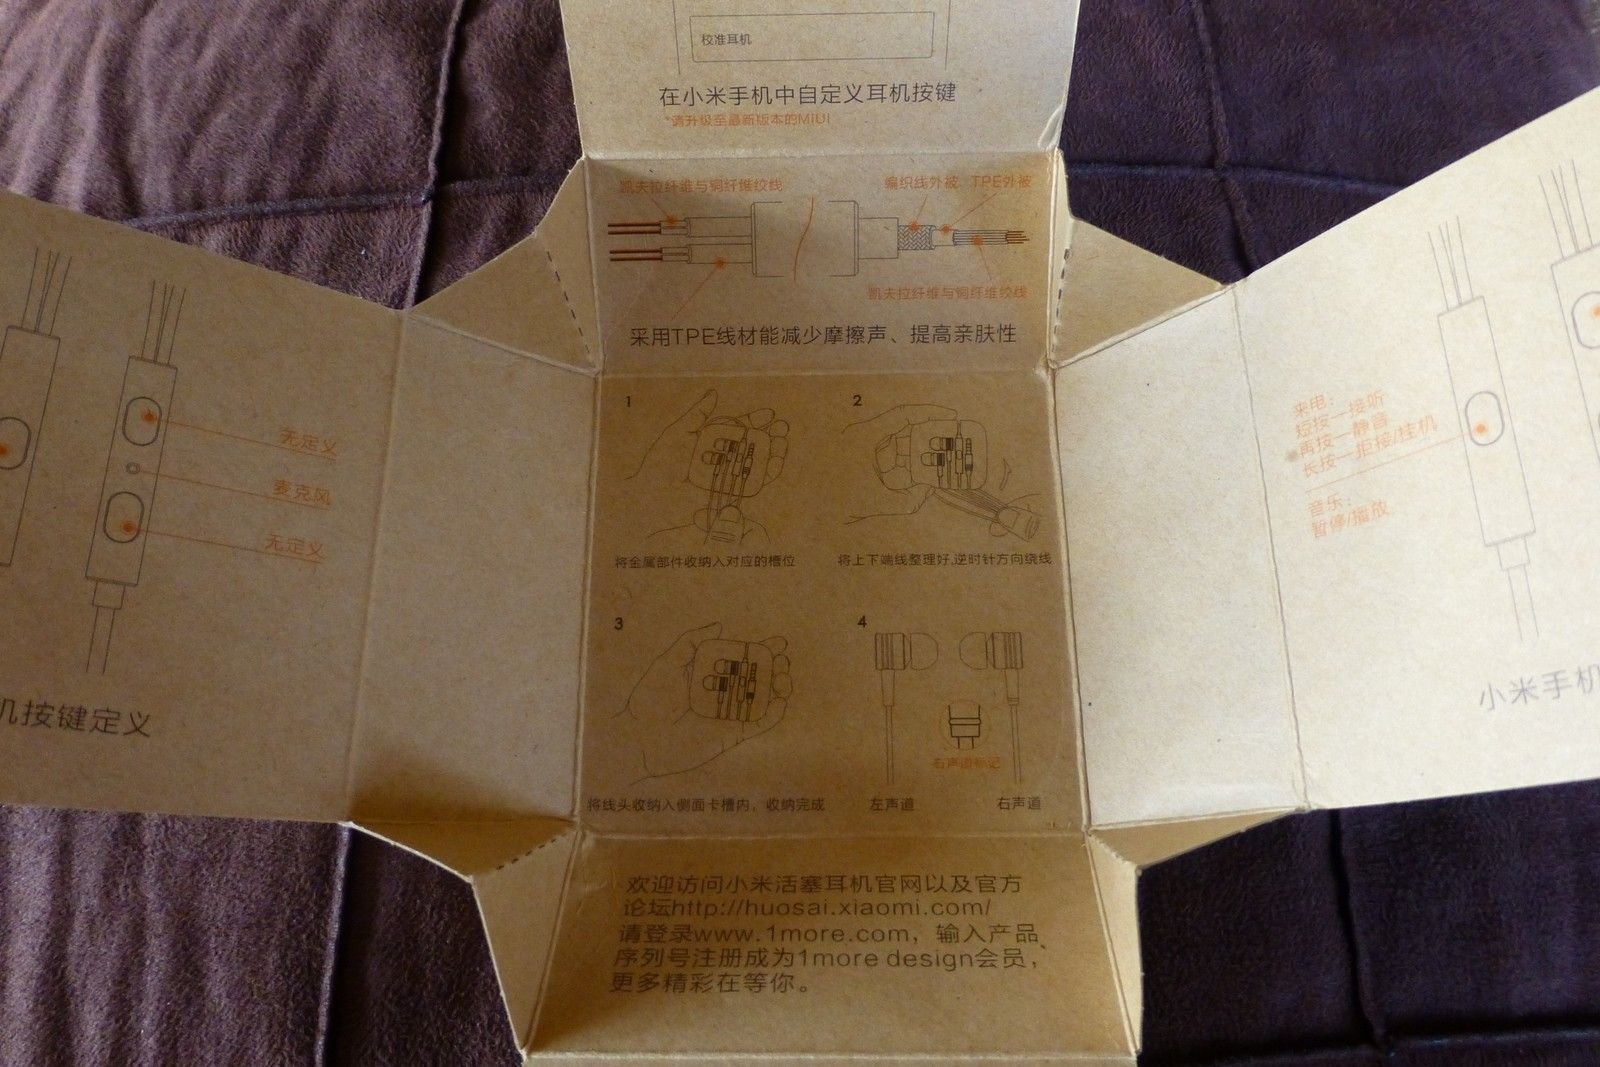 校准耳机
在小米手机中自定义耳机按键
*请升级至最新版本的MIUI
凯夫拉纤维与铜纤维绞线
编织线外被 TPE外被
凯夫拉纤维与铜纤维绞线
采用TPE线材能减少摩擦声、提高亲肤性
无定义
麦克风
无定义
机按键定义
1
2
将金属部件收纳入对应的槽位
将上下端线整理好,逆时针方向绕线
3
4
右声道标记
将线头收纳入侧面卡槽内，收纳完成
左声道
右声道
来电：
短按—接听
再按—静音
长按—拒接/挂机
音乐：
暂停/播放
小米手机
欢迎访问小米活塞耳机官网以及官方
论坛http://huosai.xiaomi.com/
请登录www.1more.com，输入产品
序列号注册成为1more design会员，
更多精彩在等你。